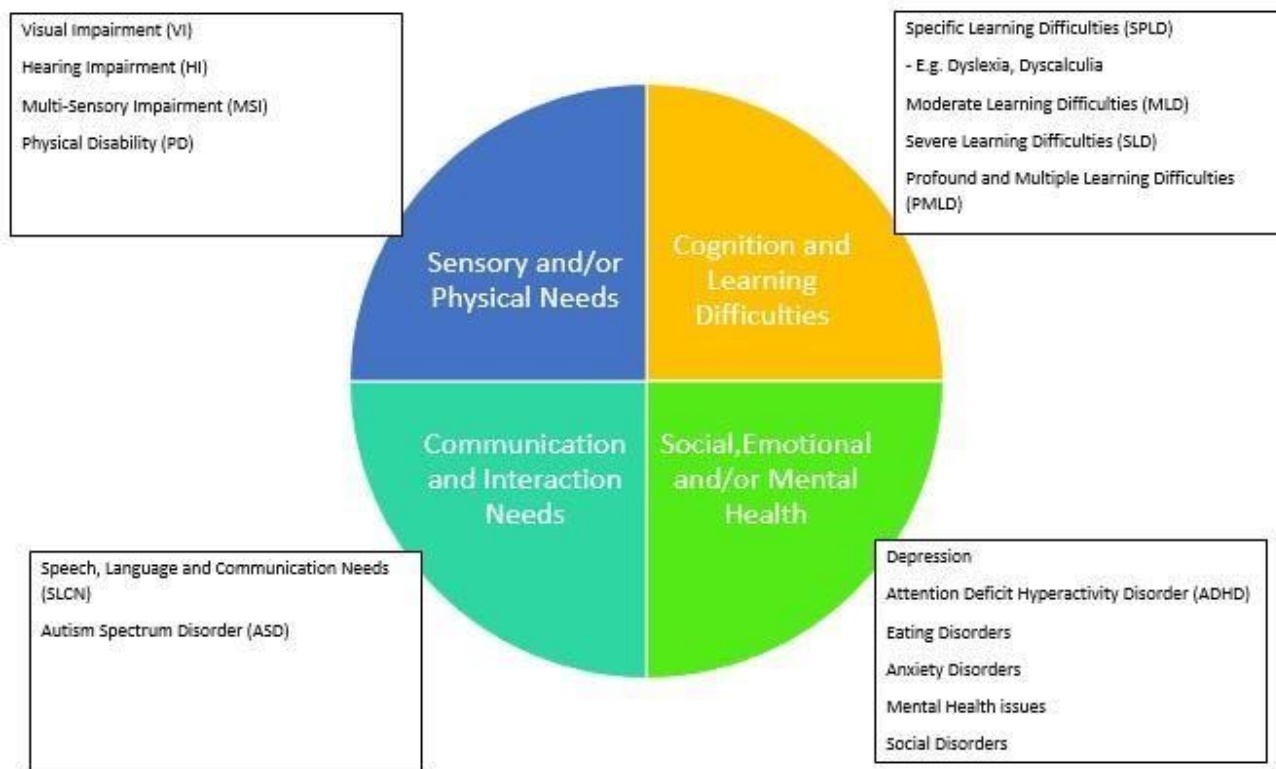 Visual Impairment (VI)
Hearing Impairment (HI)
Multi-Sensory Impairment (MSI)
Physical Disability (PD)
Specific Learning Difficulties (SPLD)
- E.g. Dyslexia, Dyscalculia
Moderate Learning Difficulties (MLD)
Severe Learning Difficulties (SLD)
Profound and Multiple Learning Difficulties
(PMLD)
Sensory and/or
Physical Needs
Cognition and
Learning
Difficulties
Communication
and Interaction
Needs
Social,Emotional
and/or Mental
Health
Speech, Language and Communication Needs
(SLCN)
Autism Spectrum Disorder (ASD)
Depression
Attention Deficit Hyperactivity Disorder (ADHD)
Eating Disorders
Anxiety Disorders
Mental Health issues
Social Disorders